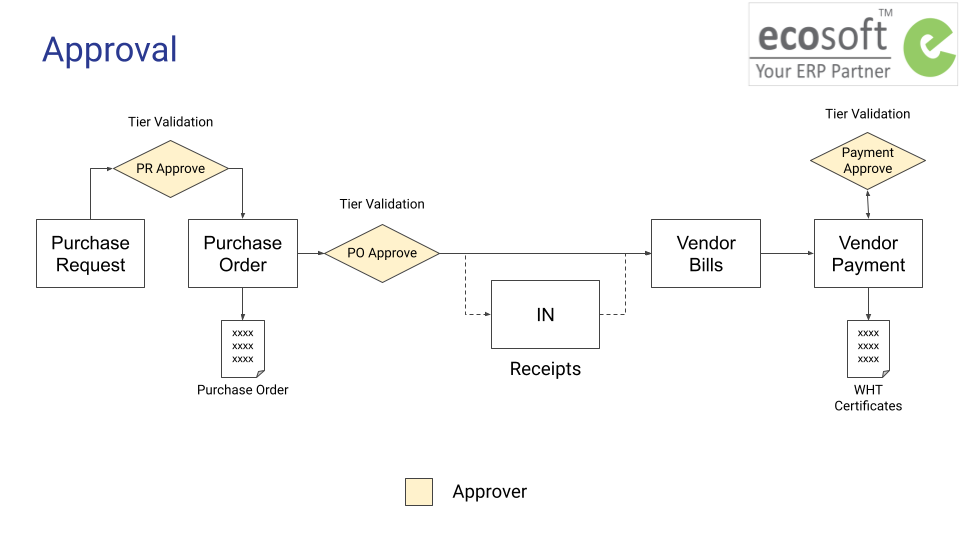 Approval
ecosoft™
Your ERP Partner
Tier Validation
PR Approve
Purchase
Request
Purchase
Order
xxxx
xxxx
xxxx
Purchase Order
Tier Validation
PO Approve
IN
Receipts
Vendor
Bills
Tier Validation
Payment
Approve
Vendor
Payment
xxxx
xxxx
xxxx
WHT
Certificates
Approver